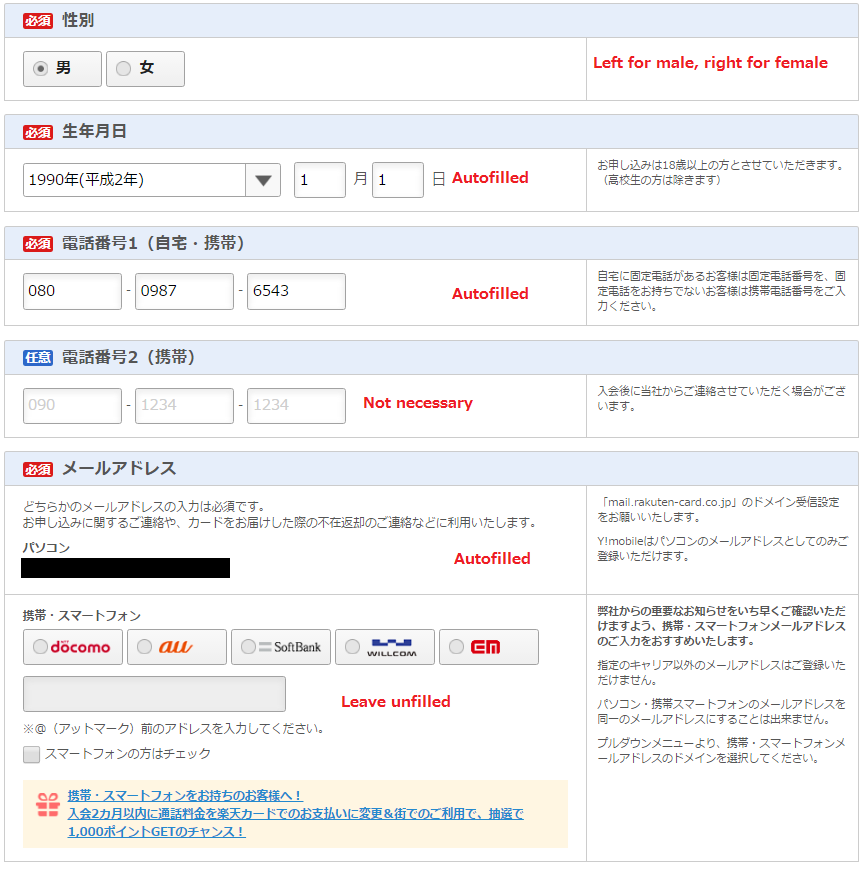 必須 性別
男 女
Left for male, right for female
必須 生年月日
1990年(平成2年) 1 月 1 日 Autofilled
お申し込みは18歳以上の方とさせていただきます。
（高校生の方は除きます）
必須 電話番号1（自宅・携帯）
080 - 0987 - 6543
Autofilled
自宅に固定電話があるお客様は固定電話番号を、固
定電話をお持ちでないお客様は携帯電話番号をご入
力ください。
任意 電話番号2（携帯）
090 - 1234 - 1234
Not necessary
入会後に当社からご連絡させていただく場合がござ
います。
必須 メールアドレス
どちらかのメールアドレスの入力は必須です。
お申し込みに関するご連絡や、カードをお届けした際の不在返却のご連絡などに利用いたします。
パソコン
Autofilled
「mail.rakuten-card.co.jp」のドメイン受信設定
をお願いいたします。
Y!mobileはパソコンのメールアドレスとしてのみご
登録いただけます。
携帯・スマートフォン
NTT docomo au SoftBank WILLCOM EM
Leave unfilled
※@（アットマーク）前のアドレスを入力してください。
スマートフォンの方はチェック
携帯・スマートフォンをお持ちのお客様へ！
入会2カ月以内に通話料金を楽天カードでのお支払いに変更＆街でのご利用で、抽選で
1,000ポイントGETのチャンス！
弊社からの重要なお知らせをいち早くご確認いただ
けますよう、携帯・スマートフォンメールアドレス
のご入力をおすすめいたします。
指定のキャリア以外のメールアドレスはご登録いた
だけません。
パソコン・携帯スマートフォンのメールアドレスを
同一のメールアドレスにすることは出来ません。
プルダウンメニューより、携帯・スマートフォンメ
ールアドレスのドメインを選択してください。